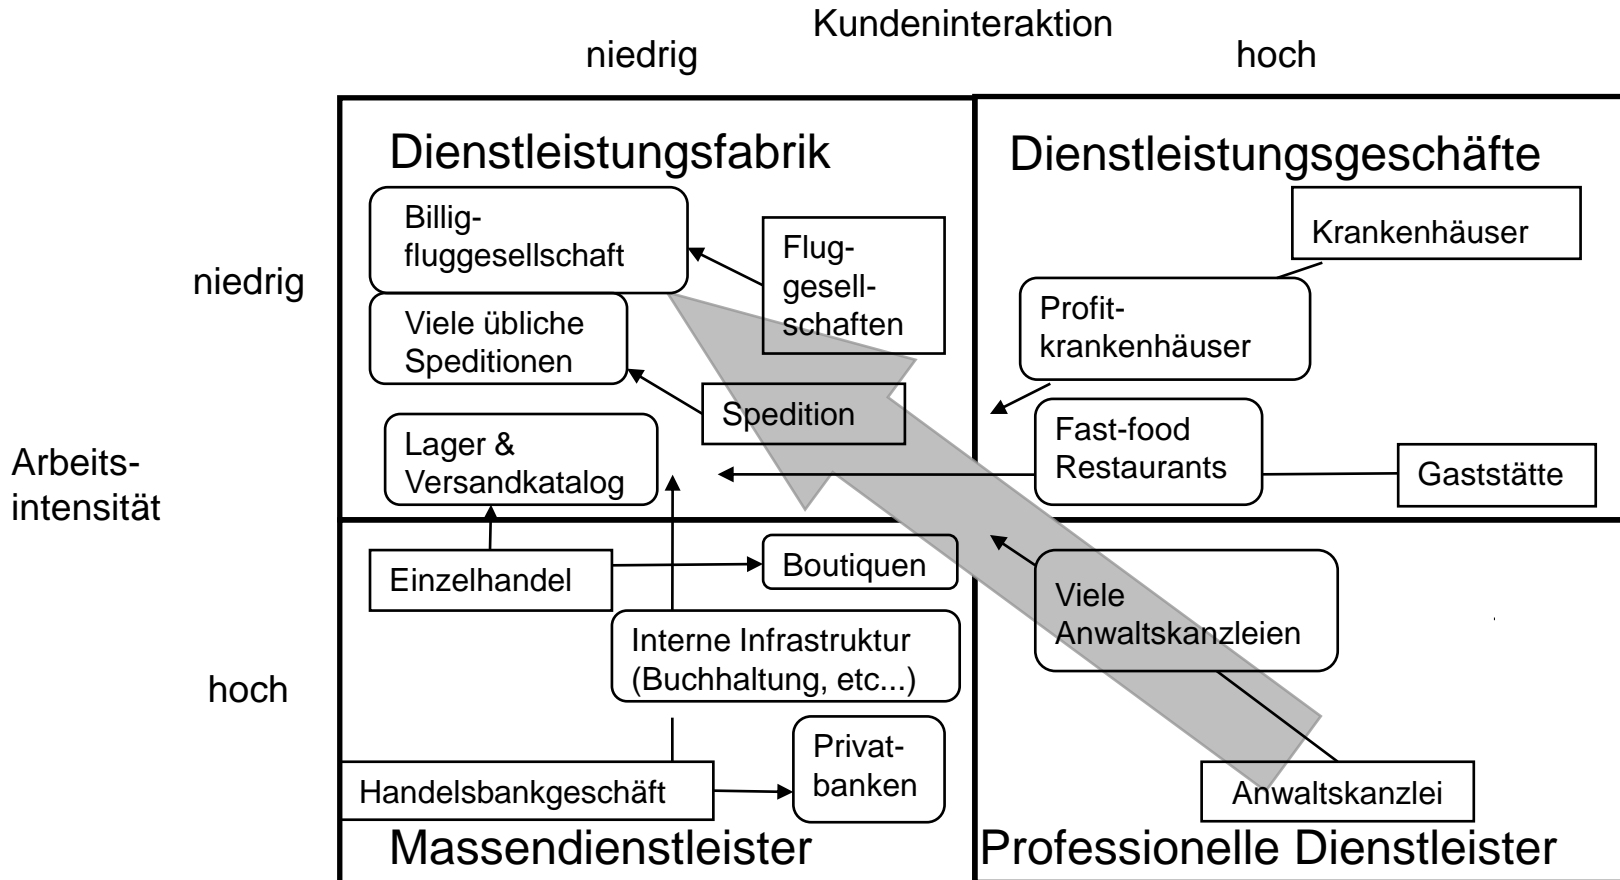 Kundeninteraktion
niedrig
hoch
Dienstleistungsfabrik
Dienstleistungsgeschäfte
niedrig
Billig-
fluggesellschaft
Flug-
gesell-
schaften
Krankenhäuser
Viele übliche
Speditionen
Profit-
krankenhäuser
Spedition
Lager &
Versandkatalog
Fast-food
Restaurants
Gaststätte
Arbeits-
intensität
Einzelhandel
Boutiquen
Viele
Anwaltskanzleien
Interne Infrastruktur
(Buchhaltung, etc...)
hoch
Privat-
banken
Handelsbankgeschäft
Anwaltskanzlei
Massendienstleister
Professionelle Dienstleister